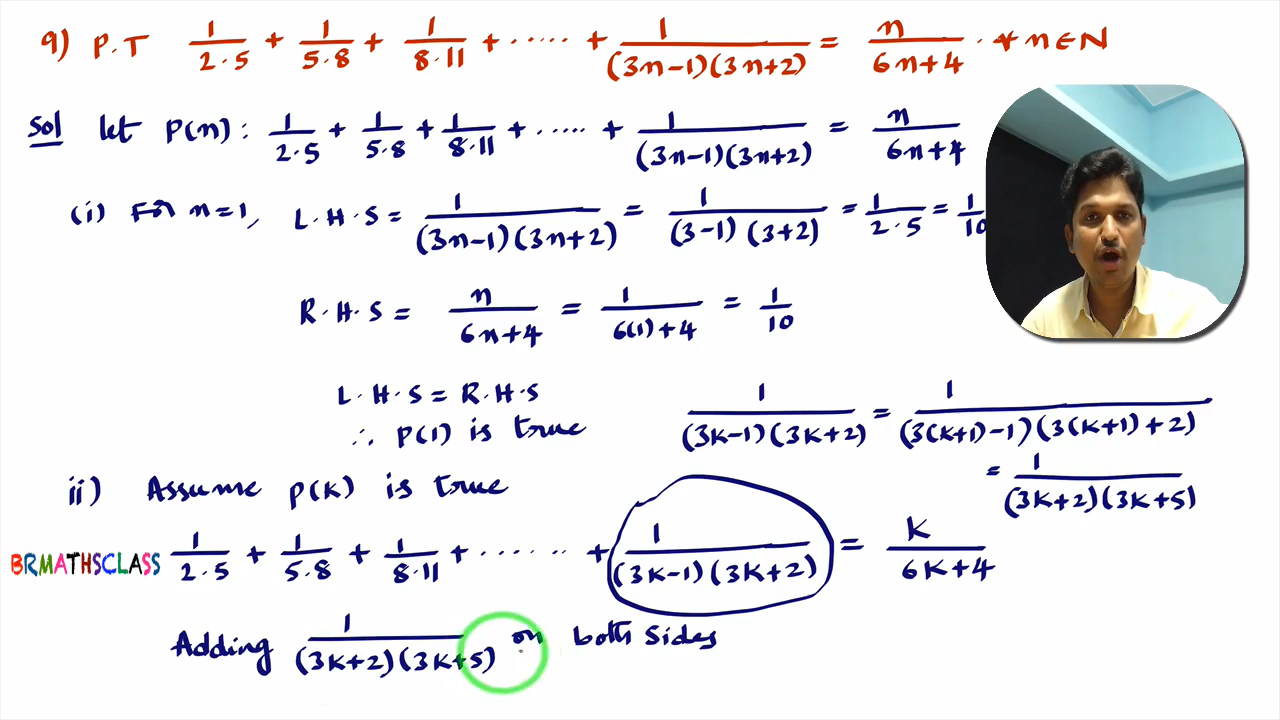 9) P.T 1/2·5 + 1/5·8 + 1/8·11 + ..... + 1/(3n-1)(3n+2) = n/6n+4 · ∀ n∈N
Sol let P(n): 1/2·5 + 1/5·8 + 1/8·11 + ..... + 1/(3n-1)(3n+2) = n/6n+4
(i) For n=1, L.H.S = 1/(3n-1)(3n+2) = 1/(3-1)(3+2) = 1/2·5 = 1/10
R.H.S = n/6n+4 = 1/6(1)+4 = 1/10
L.H.S = R.H.S
∴ P(1) is true
1/(3k-1)(3k+2) = 1/(3(k+1)-1)(3(k+1)+2)
= 1/(3k+2)(3k+5)
ii) Assume p(k) is true
1/2·5 + 1/5·8 + 1/8·11 + ...... + 1/(3k-1)(3k+2) = k/6k+4
BRMATHSCLASS
Adding 1/(3k+2)(3k+5) on both sides